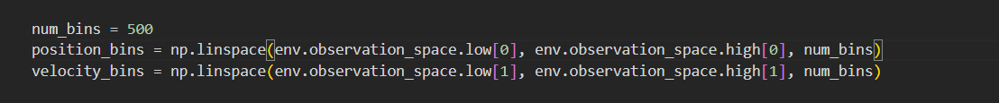 num_bins = 500
position_bins = np.linspace(env.observation_space.low[0], env.observation_space.high[0], num_bins)
velocity_bins = np.linspace(env.observation_space.low[1], env.observation_space.high[1], num_bins)